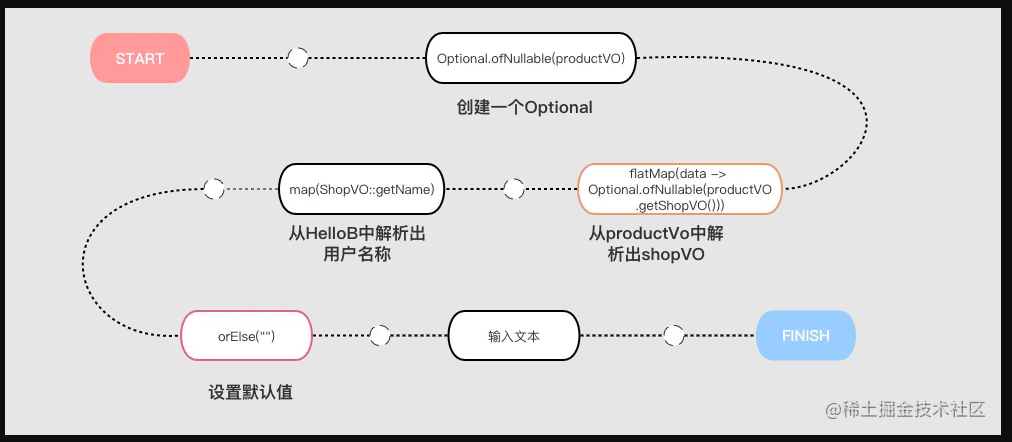 START
Optional.ofNullable(productVO)
创建一个Optional
map(ShopVO::getName)
flatMap(data ->
Optional.ofNullable(productVO
.getShopVO()))
从HelloB中解析出
用户名称
从productVo中解
析出shopVO
orElse("")
输入文本
FINISH
设置默认值
@稀土掘金技术社区